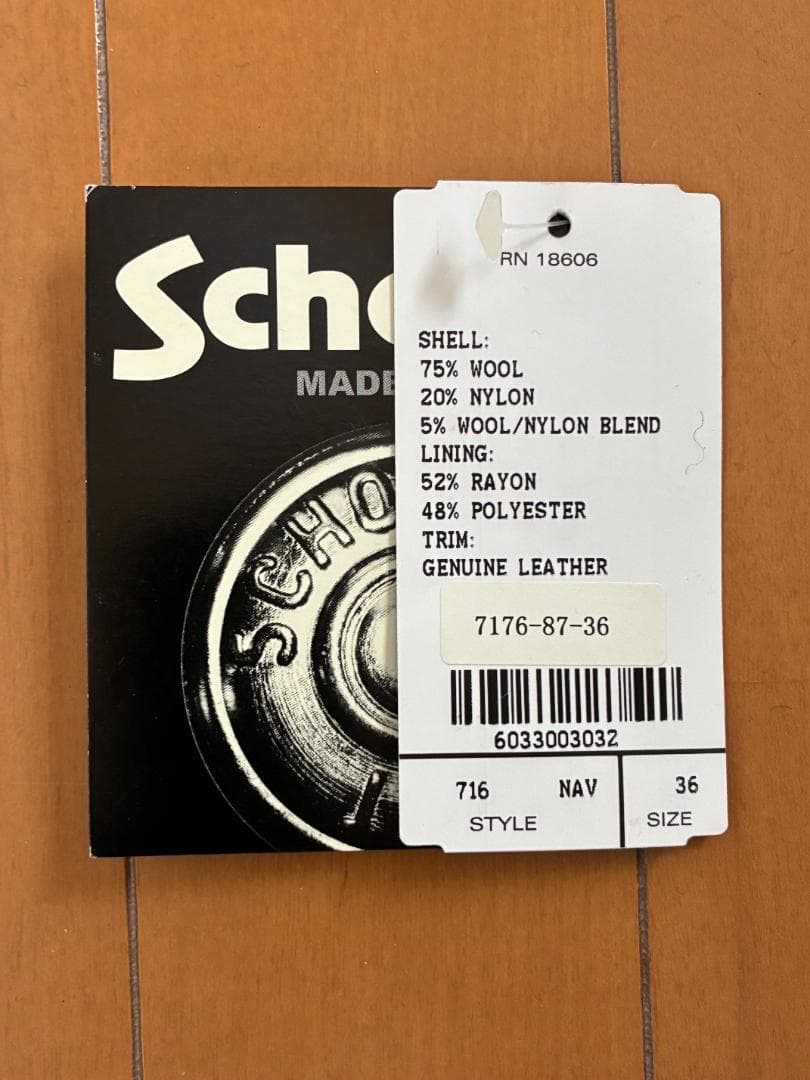 Scho
MADE
SCHO
RN 18606
SHELL:
75% WOOL
20% NYLON
5% WOOL/NYLON BLEND
LINING:
52% RAYON
48% POLYESTER
TRIM:
GENUINE LEATHER
7176-87-36
6033003032
716 NAV 36
STYLE SIZE